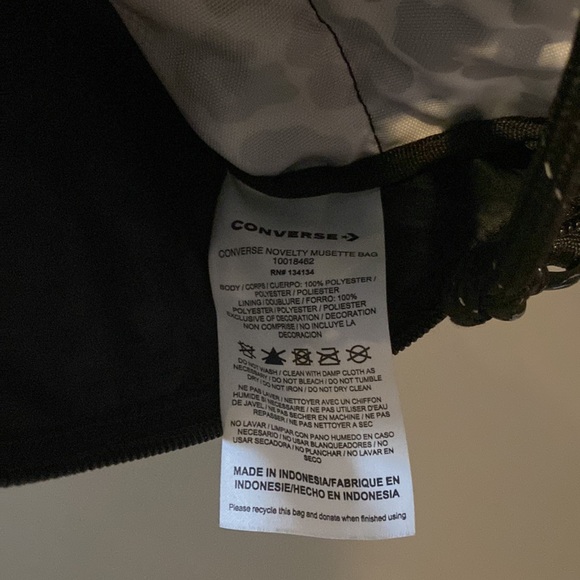 CONVERSE
CONVERSE NOVELTY MUSETTE BAG
10018462
RN# 134134
BODY / CORPS / CUERPO: 100% POLYESTER /
POLYESTER / POLIESTER
LINING / DOUBLURE / FORRO: 100%
POLYESTER / POLYESTER / POLIESTER
EXCLUSIVE OF DECORATION / DECORATION
NON COMPRISE / NO INCLUYE LA
DECORACIÓN
DO NOT WASH / CLEAN WITH DAMP CLOTH AS
NECESSARY / DO NOT BLEACH / DO NOT TUMBLE
DRY / DO NOT IRON / DO NOT DRY CLEAN
NE PAS LAVER / NETTOYER AVEC UN CHIFFON
HUMIDE SI NECESSAIRE / NE PAS UTILISER D'EAU
DE JAVEL / NE PAS SECHER EN MACHINE / NE PAS
REPASSER / NE PAS NETTOYER A SEC
NO LAVAR / LIMPIAR CON PANO HUMEDO EN CASO
NECESARIO / NO USAR BLANQUEADORES / NO
USAR SECADORA / NO PLANCHAR / NO LAVAR EN
SECO
MADE IN INDONESIA/FABRIQUE EN
INDONESIE/HECHO EN INDONESIA
Please recycle this bag and donate when finished using